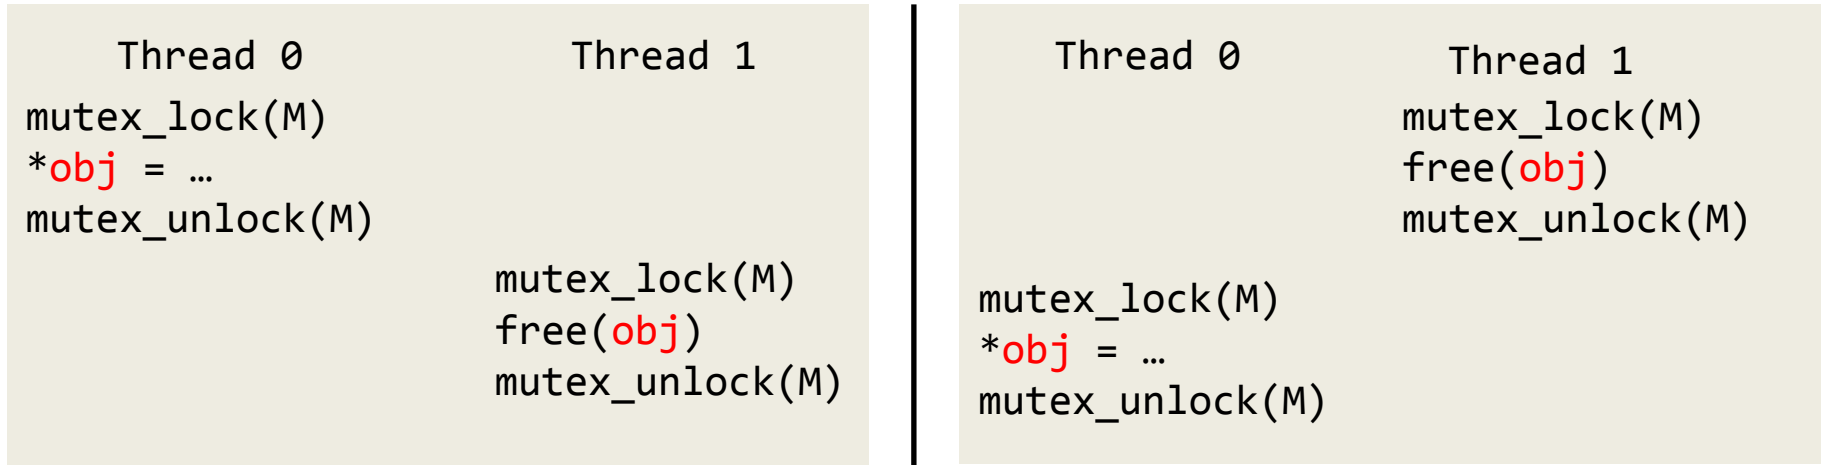 Thread 0
Thread 1
mutex_lock(M)
*obj = …
mutex_unlock(M)
mutex_lock(M)
free(obj)
mutex_unlock(M)
Thread 0
Thread 1
mutex_lock(M)
free(obj)
mutex_unlock(M)
mutex_lock(M)
*obj = …
mutex_unlock(M)